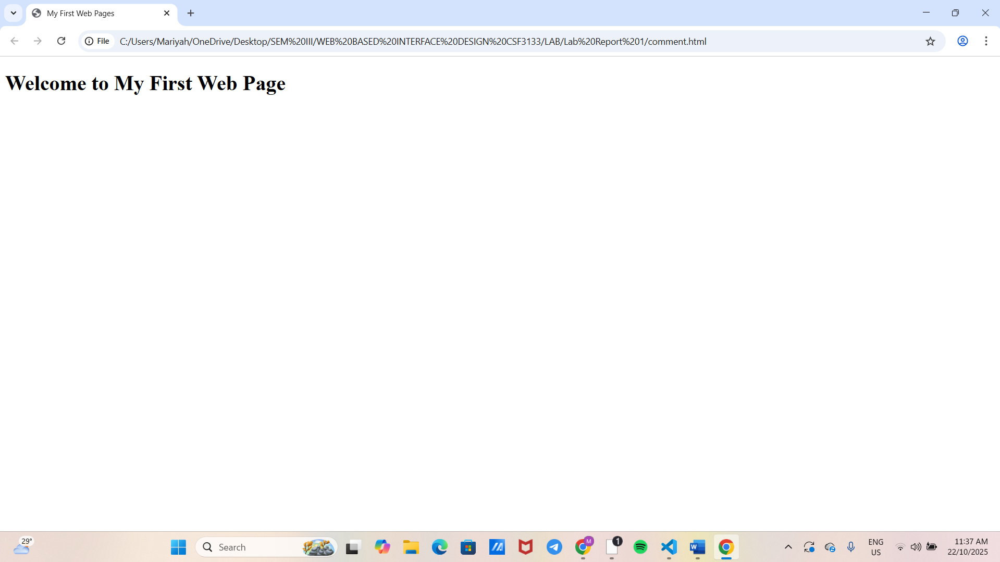 My First Web Pages
File
C:/Users/Mariyah/OneDrive/Desktop/SEM%20III/WEB%20BASED%20INTERFACE%20DESIGN%20CSF3133/LAB/Lab%20Report%201/comment.html
Welcome to My First Web Page
29°
Search
M
1
W
ENG
US
11:37 AM
22/10/2025